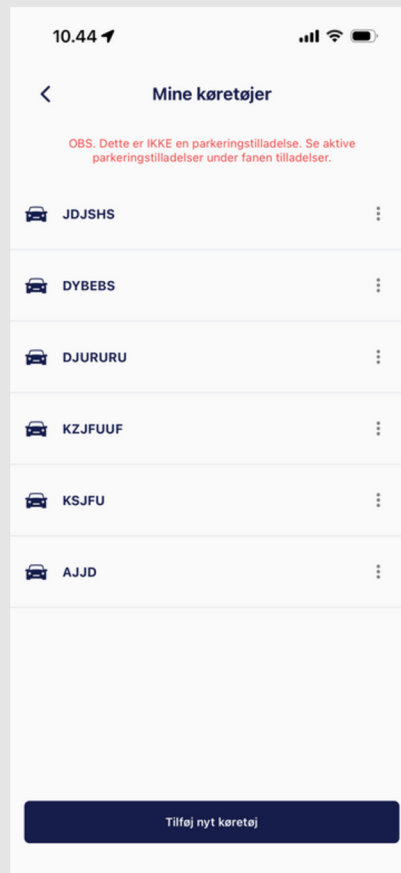 10.44
Mine køretøjer
OBS. Dette er IKKE en parkeringstilladelse. Se aktive
parkeringstilladelser under fanen tilladelser.
JDJSHS
DYBEBS
DJURURU
KZJFUUF
KSJFU
AJJD
Tilføj nyt køretøj